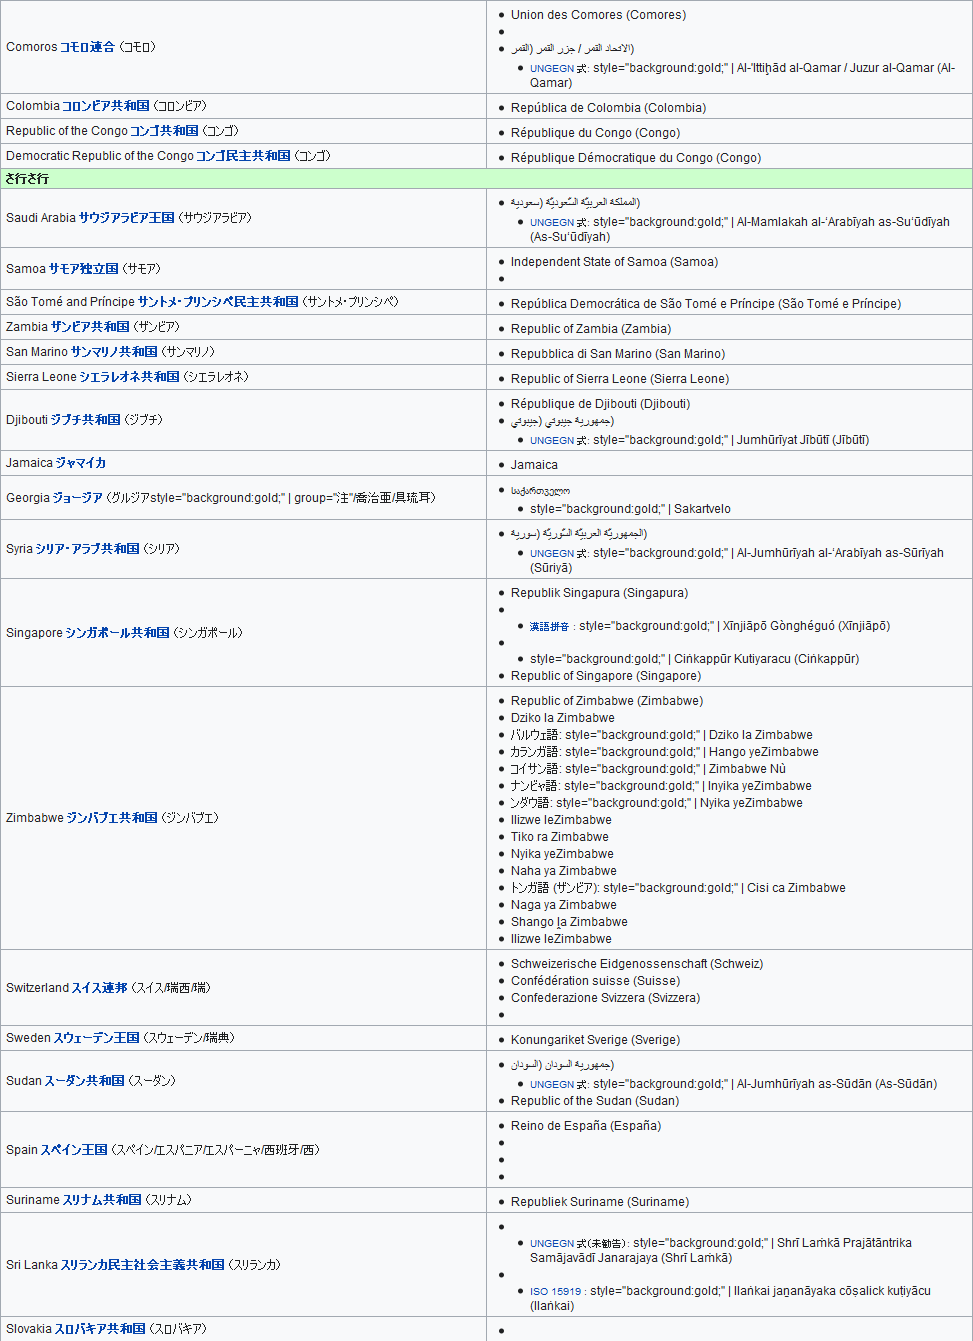 Comoros コモロ連合 （コモロ）
Union des Comores (Comores)
الاتحاد القمر / جزر القمر (القمر)
UNGEGN 式: style="background:gold;" | Al-'Ittiḩād al-Qamar / Juzur al-Qamar (Al-
Qamar)
Colombia コロンビア共和国 （コロンビア）
República de Colombia (Colombia)
Republic of the Congo コンゴ共和国 （コンゴ）
République du Congo (Congo)
Democratic Republic of the Congo コンゴ民主共和国 （コンゴ）
République Démocratique du Congo (Congo)
さ行さ行
Saudi Arabia サウジアラビア王国 （サウジアラビア）
المملكة العربيّة السّعوديّة (سعودية)
UNGEGN 式: style="background:gold;" | Al-Mamlakah al-‘Arabīyah as-Su‘ūdīyah
(As-Su‘ūdīyah)
Samoa サモア独立国 （サモア）
Independent State of Samoa (Samoa)
São Tomé and Príncipe サントメ・プリンシペ民主共和国 （サントメ・プリンシペ）
República Democrática de São Tomé e Príncipe (São Tomé e Príncipe)
Zambia ザンビア共和国 （ザンビア）
Republic of Zambia (Zambia)
San Marino サンマリノ共和国 （サンマリノ）
Repubblica di San Marino (San Marino)
Sierra Leone シエラレオネ共和国 （シエラレオネ）
Republic of Sierra Leone (Sierra Leone)
Djibouti ジブチ共和国 （ジブチ）
République de Djibouti (Djibouti)
جمهورية جيبوتي (جيبوتي)
UNGEGN 式: style="background:gold;" | Jumhūrīyat Jībūtī (Jībūtī)
Jamaica ジャマイカ
Jamaica
Georgia ジョージア （グルジアstyle="background:gold;" | group="注"/喬治亜/具琉耳）
საქართველო
style="background:gold;" | Sakartvelo
Syria シリア・アラブ共和国 （シリア）
الجمهوريّة العربيّة السّوريّة (سورية)
UNGEGN 式: style="background:gold;" | Al-Jumhūrīyah al-‘Arabīyah as-Sūrīyah
(Sūriyā)
Singapore シンガポール共和国 （シンガポール）
Republik Singapura (Singapura)
漢語拼音 : style="background:gold;" | Xīnjiāpō Gònghéguó (Xīnjiāpō)
style="background:gold;" | Ciṅkappūr Kutiyaracu (Ciṅkappūr)
Republic of Singapore (Singapore)
Zimbabwe ジンバブエ共和国 （ジンバブエ）
Republic of Zimbabwe (Zimbabwe)
Dziko la Zimbabwe
バルウェ語: style="background:gold;" | Dziko la Zimbabwe
カランガ語: style="background:gold;" | Hango yeZimbabwe
コイサン語: style="background:gold;" | Zimbabwe Nù
ナンビャ語: style="background:gold;" | Inyika yeZimbabwe
ンダウ語: style="background:gold;" | Nyika yeZimbabwe
Ilizwe leZimbabwe
Tiko ra Zimbabwe
Nyika yeZimbabwe
Naha ya Zimbabwe
トンガ語 (ザンビア): style="background:gold;" | Cisi ca Zimbabwe
Naga ya Zimbabwe
Shango ḽa Zimbabwe
Ilizwe leZimbabwe
Switzerland スイス連邦 （スイス/瑞西/瑞）
Schweizerische Eidgenossenschaft (Schweiz)
Confédération suisse (Suisse)
Confederazione Svizzera (Svizzera)
Sweden スウェーデン王国 （スウェーデン/瑞典）
Konungariket Sverige (Sverige)
Sudan スーダン共和国 （スーダン）
جمهورية السودان (السودان)
UNGEGN 式: style="background:gold;" | Al-Jumhūrīyah as-Sūdān (As-Sūdān)
Republic of the Sudan (Sudan)
Spain スペイン王国 （スペイン/エスパニア/エスパーニャ/西班牙/西）
Reino de España (España)
Suriname スリナム共和国 （スリナム）
Republiek Suriname (Suriname)
Sri Lanka スリランカ民主社会主義共和国 （スリランカ）
UNGEGN 式（未勧告）: style="background:gold;" | Shrī Laṁkā Prajātāntrika
Samājavādī Janarajaya (Shrī Laṁkā)
ISO 15919 : style="background:gold;" | Ilaṅkai jaṉanāyaka cōṣalick kuṭiyācu
(Ilaṅkai)
Slovakia スロバキア共和国 （スロバキア）